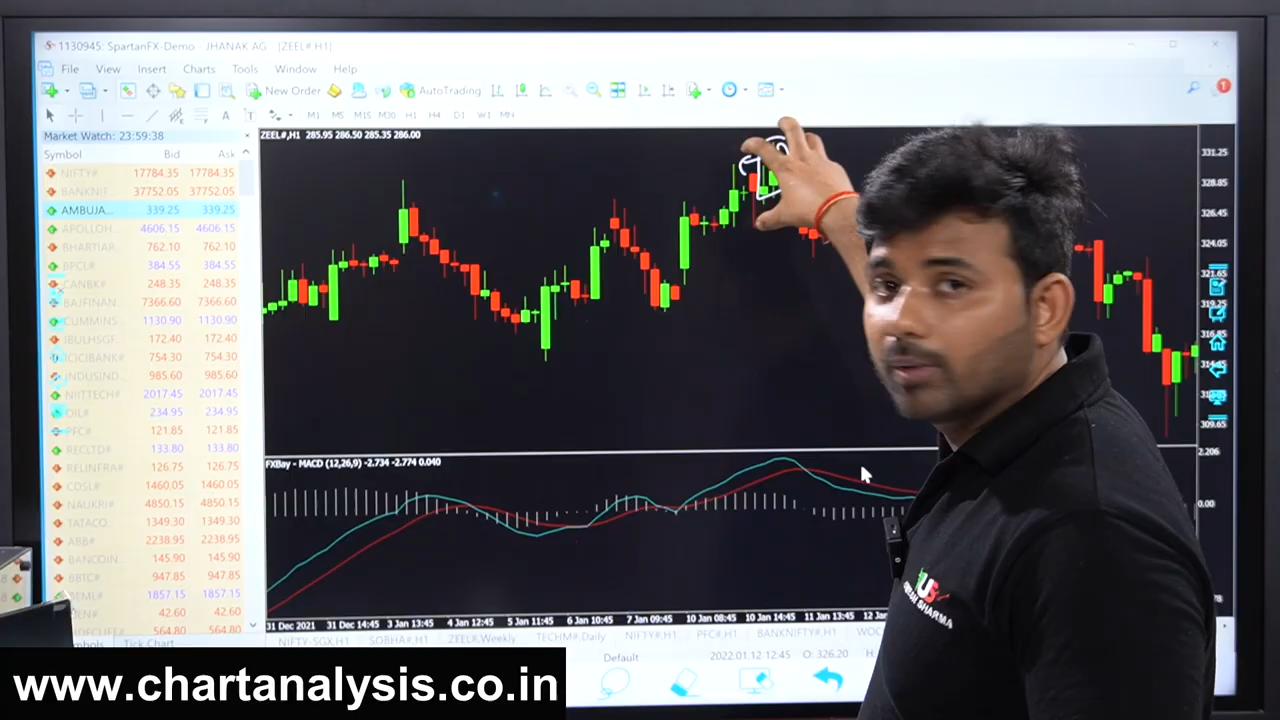 1130945: SpartanFX-Demo - JHANAK AG - [ZEEL#,H1]
File View Insert Charts Tools Window Help
New Order AutoTrading 1
M1 M5 M15 M30 H1 H4 D1 W1 MN
Market Watch: 23:59:38
Symbol Bid Ask
NIFTY# 17784.35 17784.35
BANKNIF... 37752.05 37752.05
AMBUJA... 339.25 339.25
APOLLOH... 4606.15 4606.15
BHARTIAR... 762.10 762.10
BPCL# 384.55 384.55
CANBK# 248.35 248.35
BAJFINAN... 7366.60 7366.60
CUMMINS... 1130.90 1130.90
IBULHSGF... 172.40 172.40
ICICIBANK# 754.30 754.30
INDUSIND... 985.60 985.60
NIITTECH# 2017.45 2017.45
OIL# 234.95 234.95
PFC# 121.85 121.85
RECLTD# 133.80 133.80
RELINFRA# 126.75 126.75
CDSL# 1460.05 1460.05
NAUKRI# 4850.15 4850.15
TATACO... 1349.30 1349.30
ABB# 2238.95 2238.95
BANCOIN... 145.90 145.90
BBTC# 947.85 947.85
BEML# 1857.15 1857.15
42.60 42.60
564.80 564.80
Tick Chart
ZEEL#,H1 285.95 286.50 285.35 286.00
331.25
328.85
326.45
324.05
321.65
319.25
316.85
309.65
FXBay - MACD (12,26,9) -2.734 -2.774 0.040
2.206
0.00
31 Dec 2021 31 Dec 14:45 3 Jan 13:45 4 Jan 12:45 5 Jan 11:45 6 Jan 10:45 7 Jan 09:45 10 Jan 08:45 10 Jan 14:45 11 Jan 13:45
NIFTY-SGX,H1 SOBHA#,H1 ZEEL#,Weekly TECHM#,Daily NIFTY#,H1 PFC#,H1 BANKNIFTY#,H1
Default 2022.01.12 12:45 O: 326.20 H:
SHARMA
www.chartanalysis.co.in